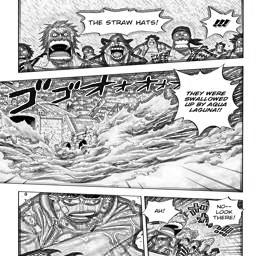 THE STRAW HATS!
!!!
ゴゴオオオ
THEY WERE
SWALLOWED
UP BY AQUA
LAGUNA!!
AH!
NO--
LOOK
THERE!